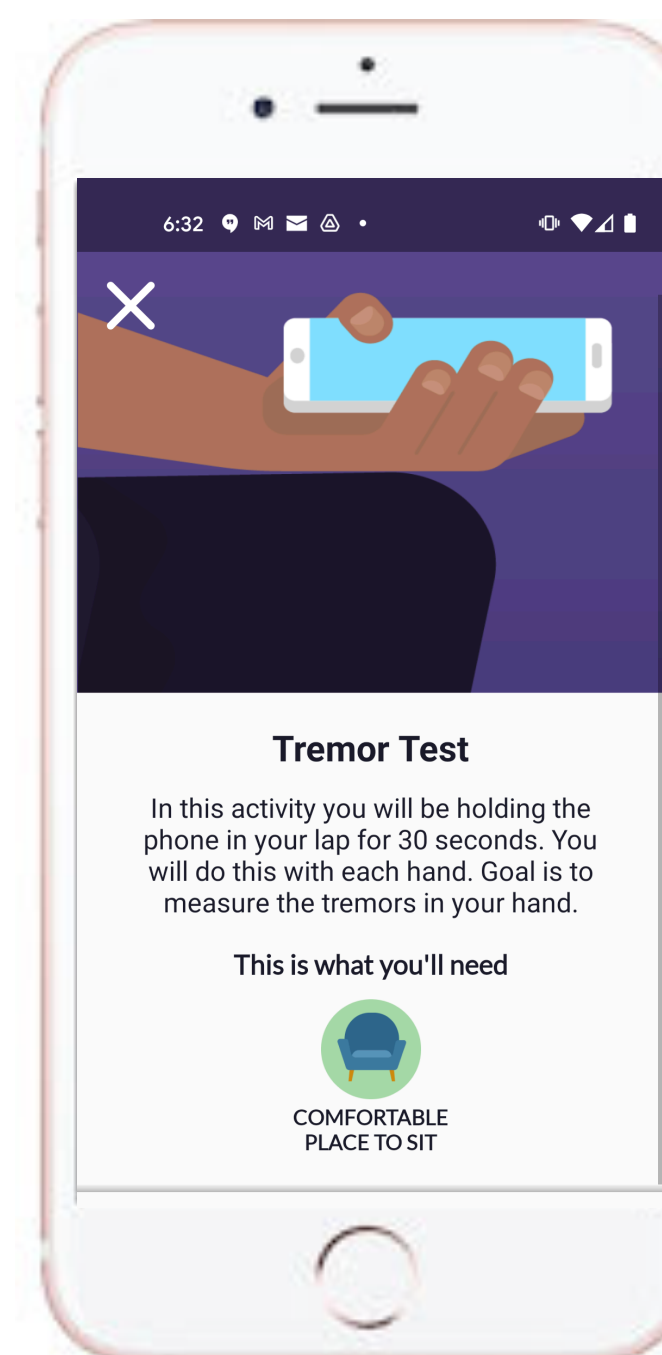 6:32
Tremor Test
In this activity you will be holding the
phone in your lap for 30 seconds. You
will do this with each hand. Goal is to
measure the tremors in your hand.
This is what you'll need
COMFORTABLE
PLACE TO SIT